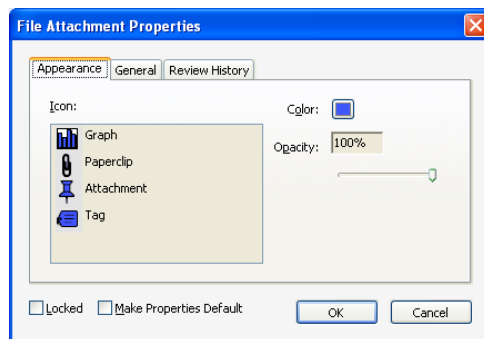 File Attachment Properties
Appearance General Review History
Icon:
Graph
Paperclip
Attachment
Tag
Color:
Opacity: 100%
Locked Make Properties Default OK Cancel